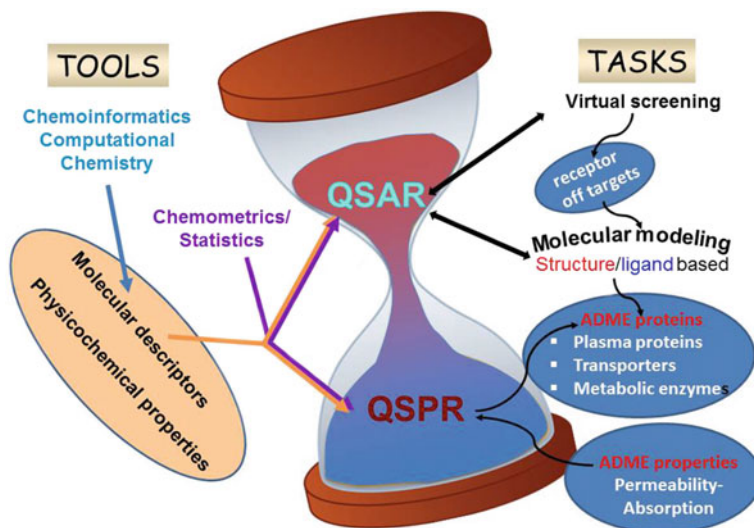 TOOLS
Chemoinformatics
Computational
Chemistry
Chemometrics/
Statistics
Molecular descriptors
Physicochemical properties
QSAR
QSPR
TASKS
Virtual screening
receptor
off targets
Molecular modeling
Structure/ligand based
ADME proteins
▪ Plasma proteins
▪ Transporters
▪ Metabolic enzymes
ADME properties
Permeability-
Absorption